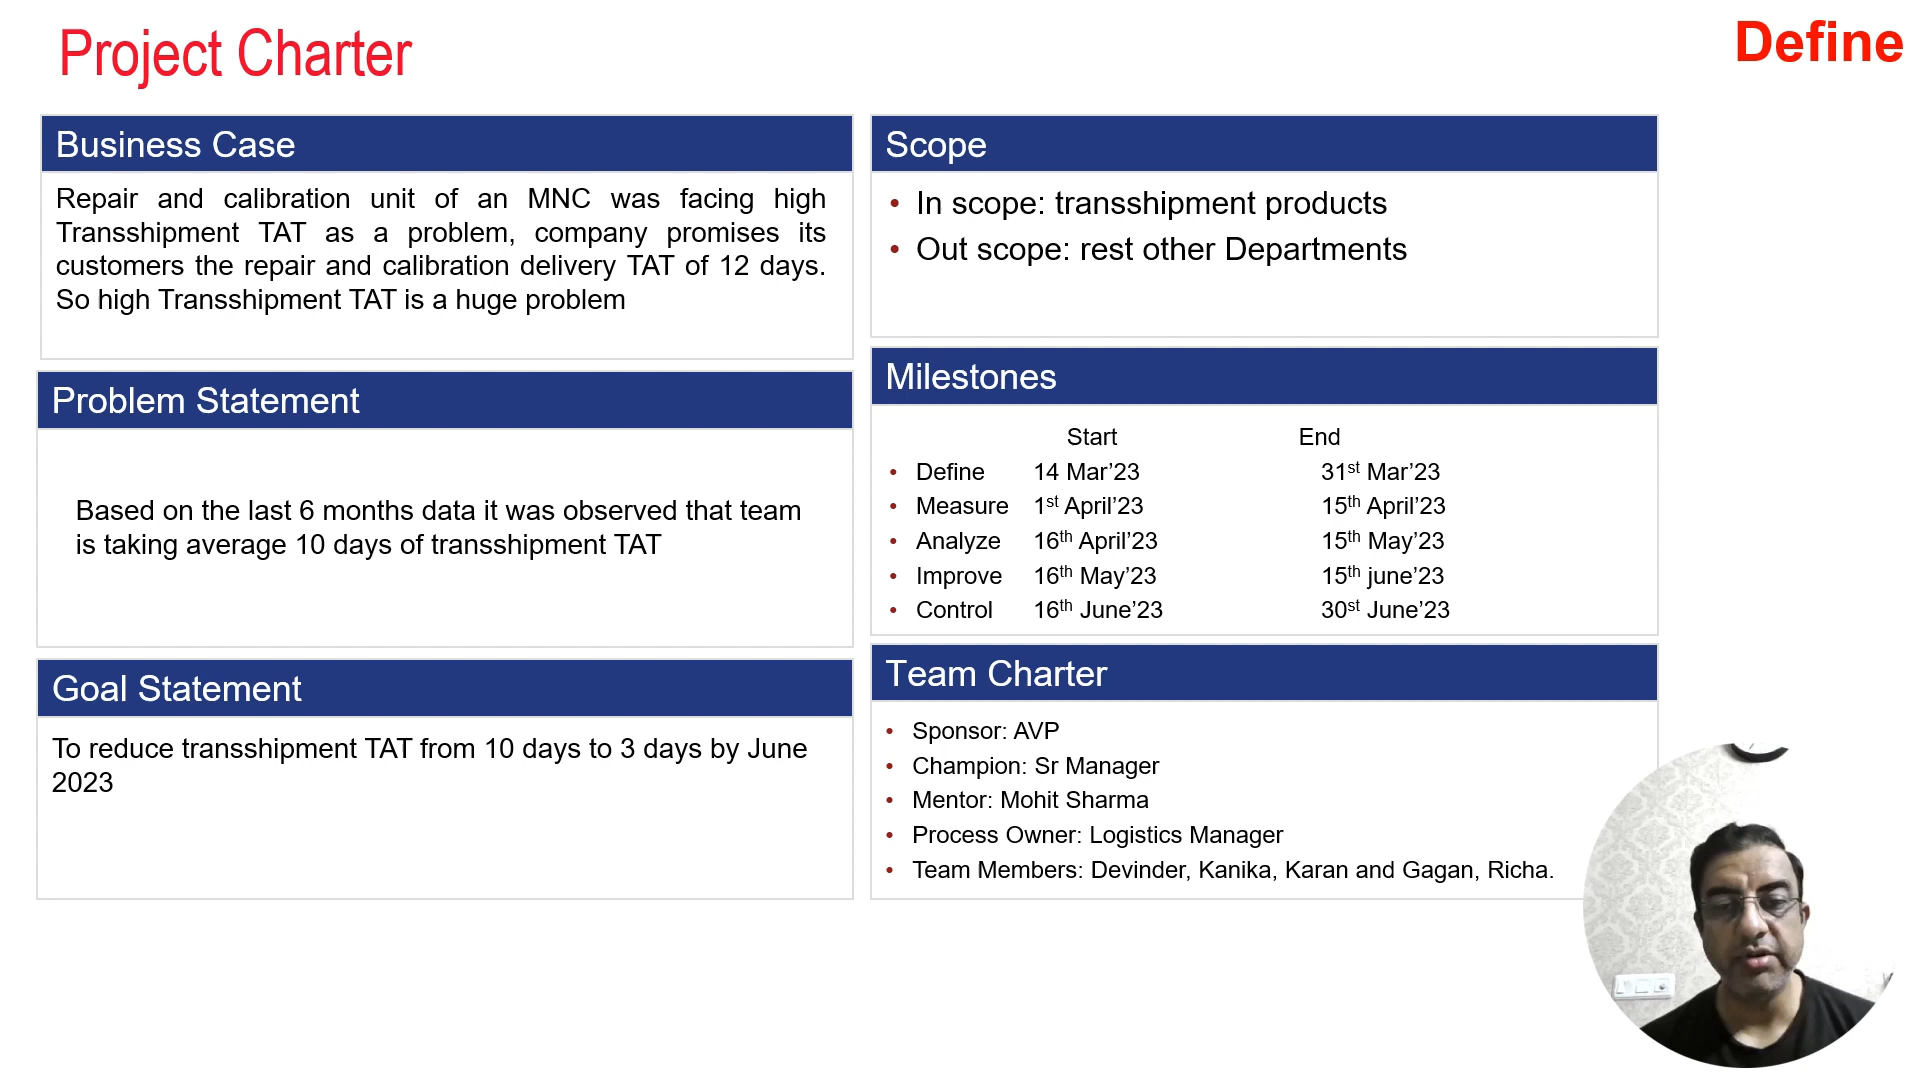 Project Charter
Define
Business Case
Repair and calibration unit of an MNC was facing high
Transshipment TAT as a problem, company promises its
customers the repair and calibration delivery TAT of 12 days.
So high Transshipment TAT is a huge problem
Problem Statement
Based on the last 6 months data it was observed that team
is taking average 10 days of transshipment TAT
Goal Statement
To reduce transshipment TAT from 10 days to 3 days by June
2023
Scope
• In scope: transshipment products
• Out scope: rest other Departments
Milestones
Start End
• Define 14 Mar’23 31st Mar’23
• Measure 1st April’23 15th April’23
• Analyze 16th April’23 15th May’23
• Improve 16th May’23 15th june’23
• Control 16th June’23 30st June’23
Team Charter
• Sponsor: AVP
• Champion: Sr Manager
• Mentor: Mohit Sharma
• Process Owner: Logistics Manager
• Team Members: Devinder, Kanika, Karan and Gagan, Richa.